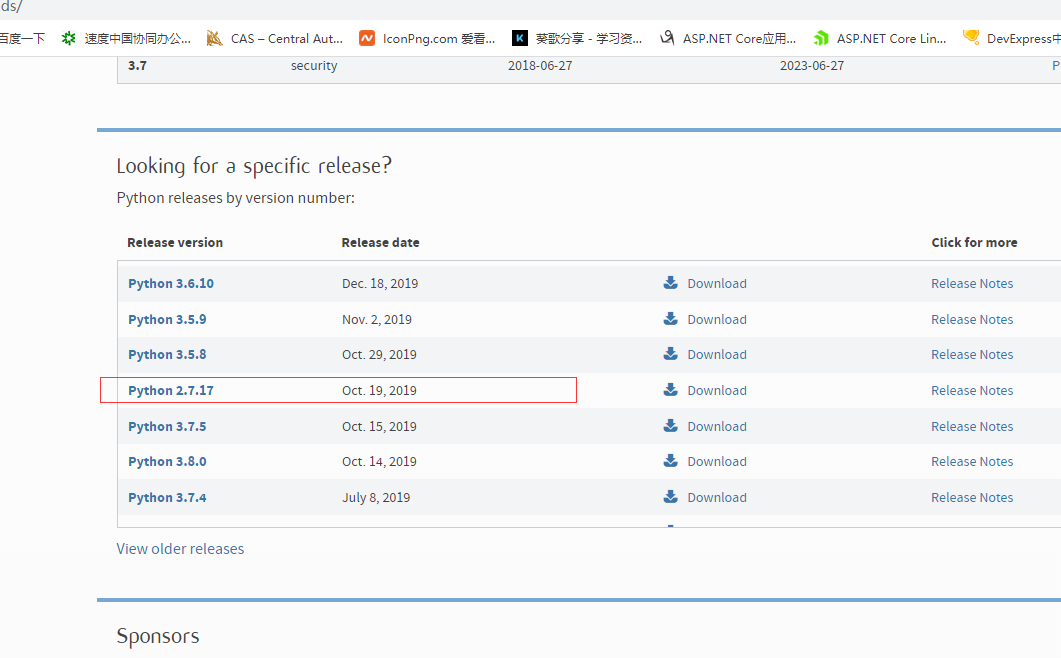 ds/
百度一下 速度中国协同办公... CAS – Central Aut... IconPng.com 爱看... 葵歌分享 - 学习资... ASP.NET Core应用... ASP.NET Core Lin... DevExpress中
3.7 security 2018-06-27 2023-06-27 P
Looking for a specific release?
Python releases by version number:
Release version Release date Click for more
Python 3.6.10 Dec. 18, 2019 Download Release Notes
Python 3.5.9 Nov. 2, 2019 Download Release Notes
Python 3.5.8 Oct. 29, 2019 Download Release Notes
Python 2.7.17 Oct. 19, 2019 Download Release Notes
Python 3.7.5 Oct. 15, 2019 Download Release Notes
Python 3.8.0 Oct. 14, 2019 Download Release Notes
Python 3.7.4 July 8, 2019 Download Release Notes
View older releases
Sponsors